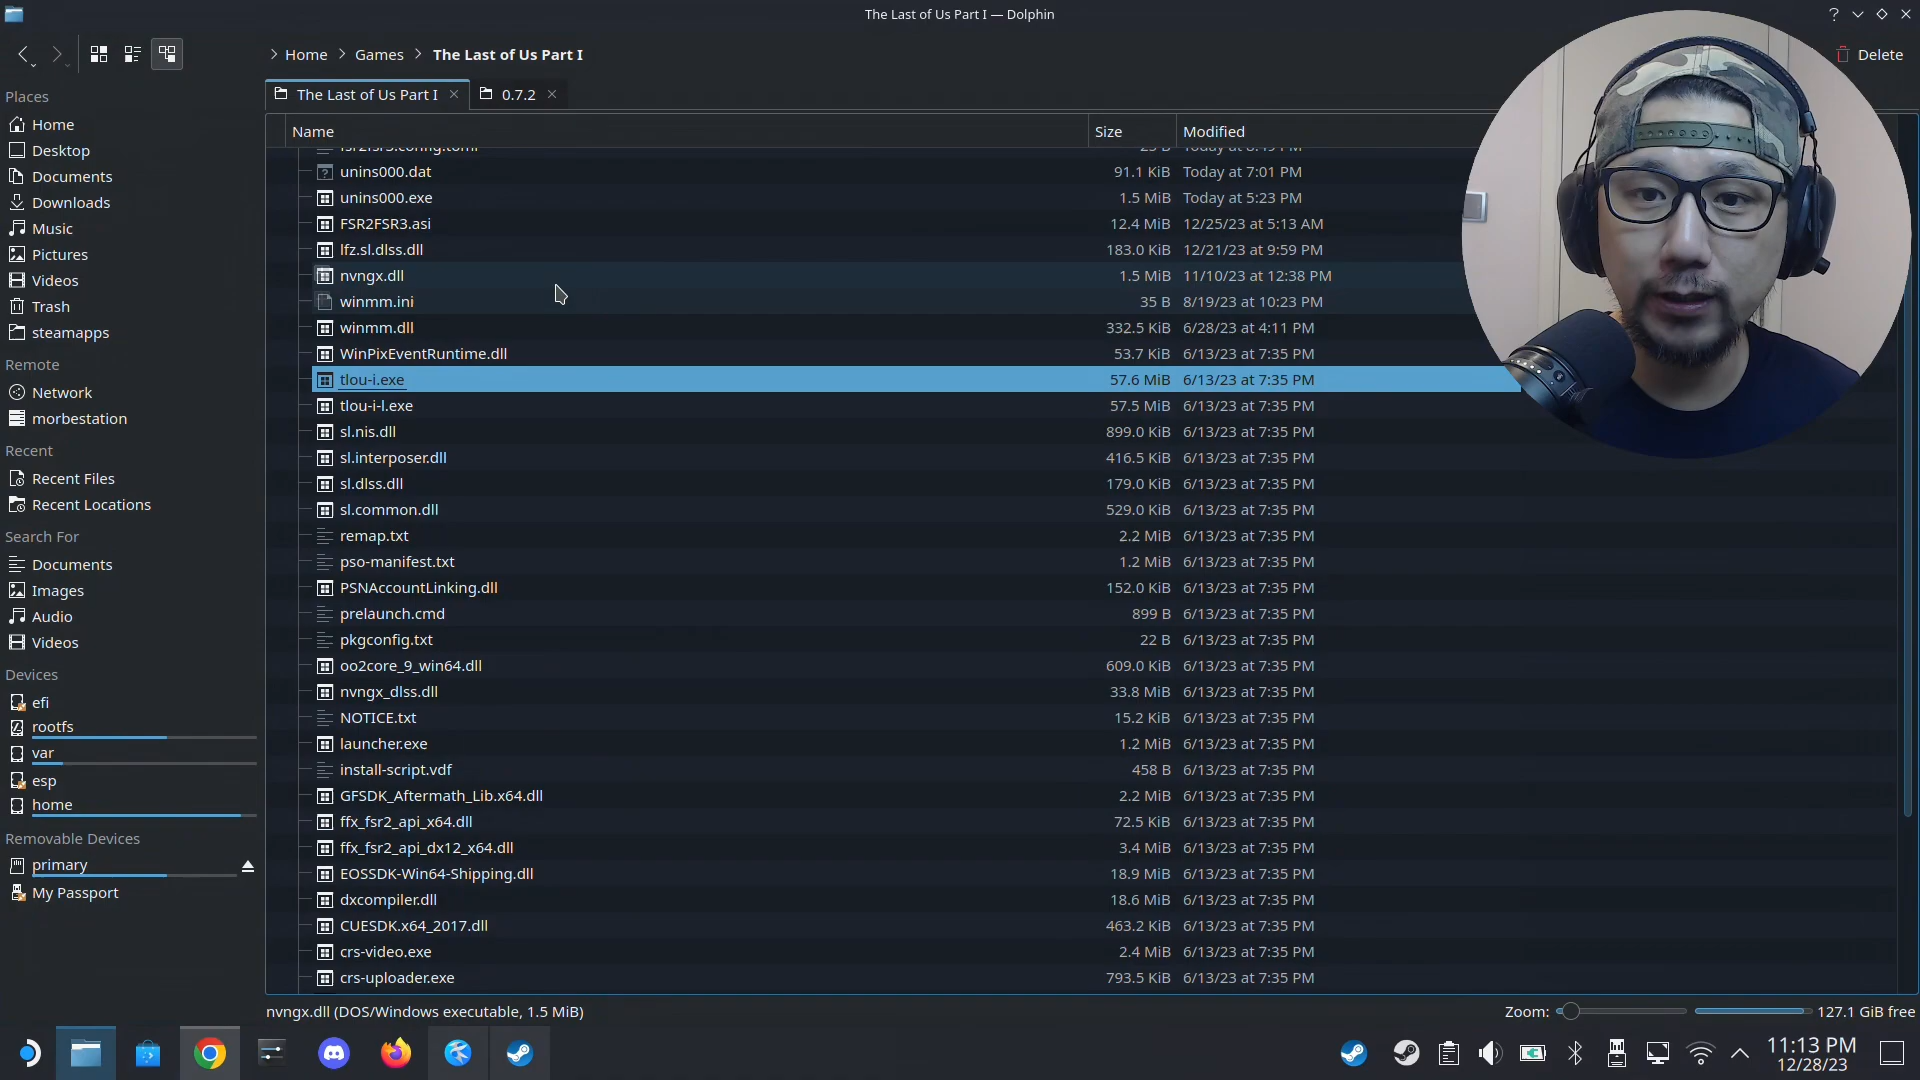 The Last of Us Part I — Dolphin
Home
Games
The Last of Us Part I
Delete
The Last of Us Part I
0.7.2
Places
Home
Desktop
Documents
Downloads
Music
Pictures
Videos
Trash
steamapps
Remote
Network
morbestation
Recent
Recent Files
Recent Locations
Search For
Documents
Images
Audio
Videos
Devices
efi
rootfs
var
esp
home
Removable Devices
primary
My Passport
Name Size Modified
unins000.dat 91.1 KiB Today at 7:01 PM
unins000.exe 1.5 MiB Today at 5:23 PM
FSR2FSR3.asi 12.4 MiB 12/25/23 at 5:13 AM
lfz.sl.dlss.dll 183.0 KiB 12/21/23 at 9:59 PM
nvngx.dll 1.5 MiB 11/10/23 at 12:38 PM
winmm.ini 35 B 8/19/23 at 10:23 PM
winmm.dll 332.5 KiB 6/28/23 at 4:11 PM
WinPixEventRuntime.dll 53.7 KiB 6/13/23 at 7:35 PM
tlou-i.exe 57.6 MiB 6/13/23 at 7:35 PM
tlou-i-l.exe 57.5 MiB 6/13/23 at 7:35 PM
sl.nis.dll 899.0 KiB 6/13/23 at 7:35 PM
sl.interposer.dll 416.5 KiB 6/13/23 at 7:35 PM
sl.dlss.dll 179.0 KiB 6/13/23 at 7:35 PM
sl.common.dll 529.0 KiB 6/13/23 at 7:35 PM
remap.txt 2.2 MiB 6/13/23 at 7:35 PM
pso-manifest.txt 1.2 MiB 6/13/23 at 7:35 PM
PSNAccountLinking.dll 152.0 KiB 6/13/23 at 7:35 PM
prelaunch.cmd 899 B 6/13/23 at 7:35 PM
pkgconfig.txt 22 B 6/13/23 at 7:35 PM
oo2core_9_win64.dll 609.0 KiB 6/13/23 at 7:35 PM
nvngx_dlss.dll 33.8 MiB 6/13/23 at 7:35 PM
NOTICE.txt 15.2 KiB 6/13/23 at 7:35 PM
launcher.exe 1.2 MiB 6/13/23 at 7:35 PM
install-script.vdf 458 B 6/13/23 at 7:35 PM
GFSDK_Aftermath_Lib.x64.dll 2.2 MiB 6/13/23 at 7:35 PM
ffx_fsr2_api_x64.dll 72.5 KiB 6/13/23 at 7:35 PM
ffx_fsr2_api_dx12_x64.dll 3.4 MiB 6/13/23 at 7:35 PM
EOSSDK-Win64-Shipping.dll 18.9 MiB 6/13/23 at 7:35 PM
dxcompiler.dll 18.6 MiB 6/13/23 at 7:35 PM
CUESDK.x64_2017.dll 463.2 KiB 6/13/23 at 7:35 PM
crs-video.exe 2.4 MiB 6/13/23 at 7:35 PM
crs-uploader.exe 793.5 KiB 6/13/23 at 7:35 PM
nvngx.dll (DOS/Windows executable, 1.5 MiB)
Zoom:
127.1 GiB free
11:13 PM
12/28/23